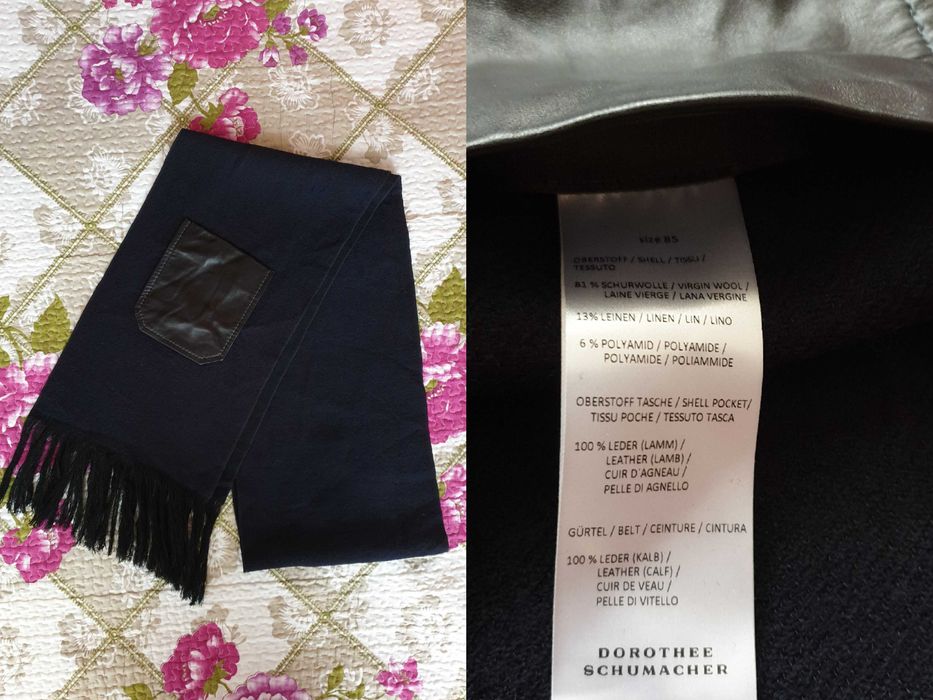 size 85
OBERSTOFF / SHELL / TISSU /
TESSUTO
81 % SCHURWOLLE / VIRGIN WOOL /
LAINE VIERGE / LANA VERGINE
13% LEINEN / LINEN / LIN / LINO
6 % POLYAMID / POLYAMIDE /
POLYAMIDE / POLIAMMIDE
OBERSTOFF TASCHE / SHELL POCKET/
TISSU POCHE / TESSUTO TASCA
100 % LEDER (LAMM) /
LEATHER (LAMB) /
CUIR D'AGNEAU /
PELLE DI AGNELLO
GÜRTEL / BELT / CEINTURE / CINTURA
100 % LEDER (KALB) /
LEATHER (CALF) /
CUIR DE VEAU /
PELLE DI VITELLO
DOROTHEE
SCHUMACHER